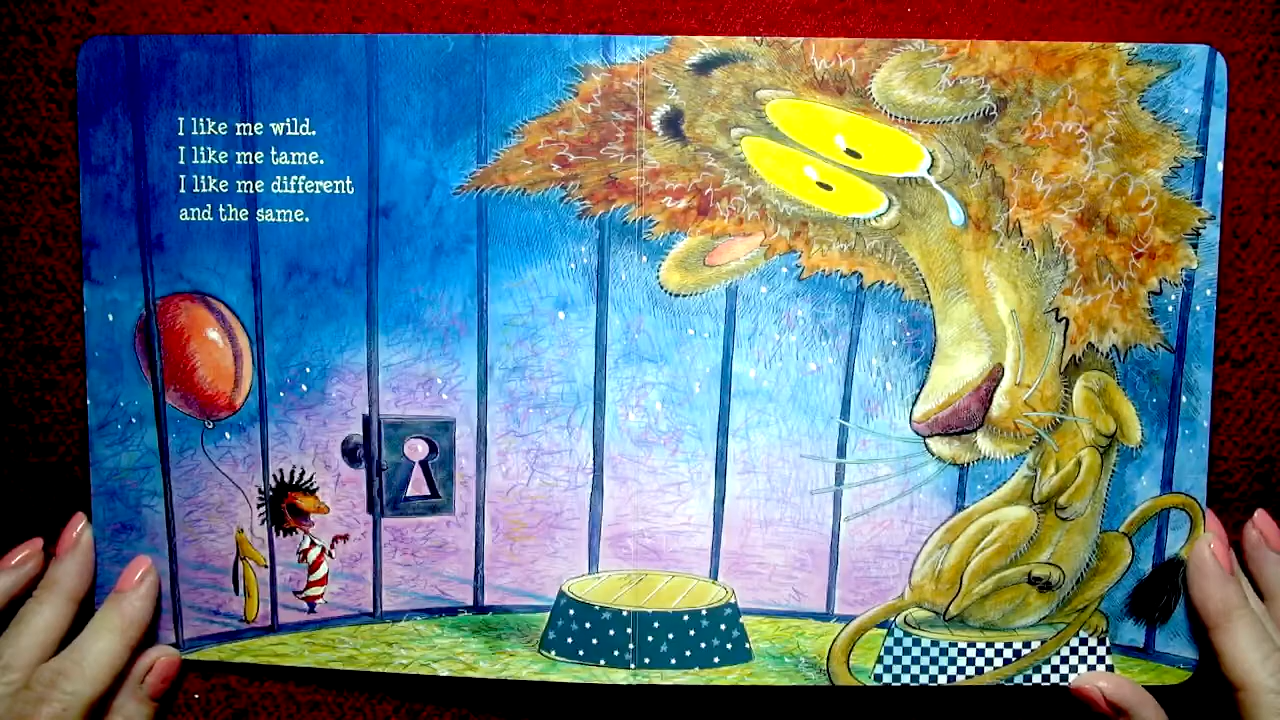 I like me wild.
I like me tame.
I like me different
and the same.